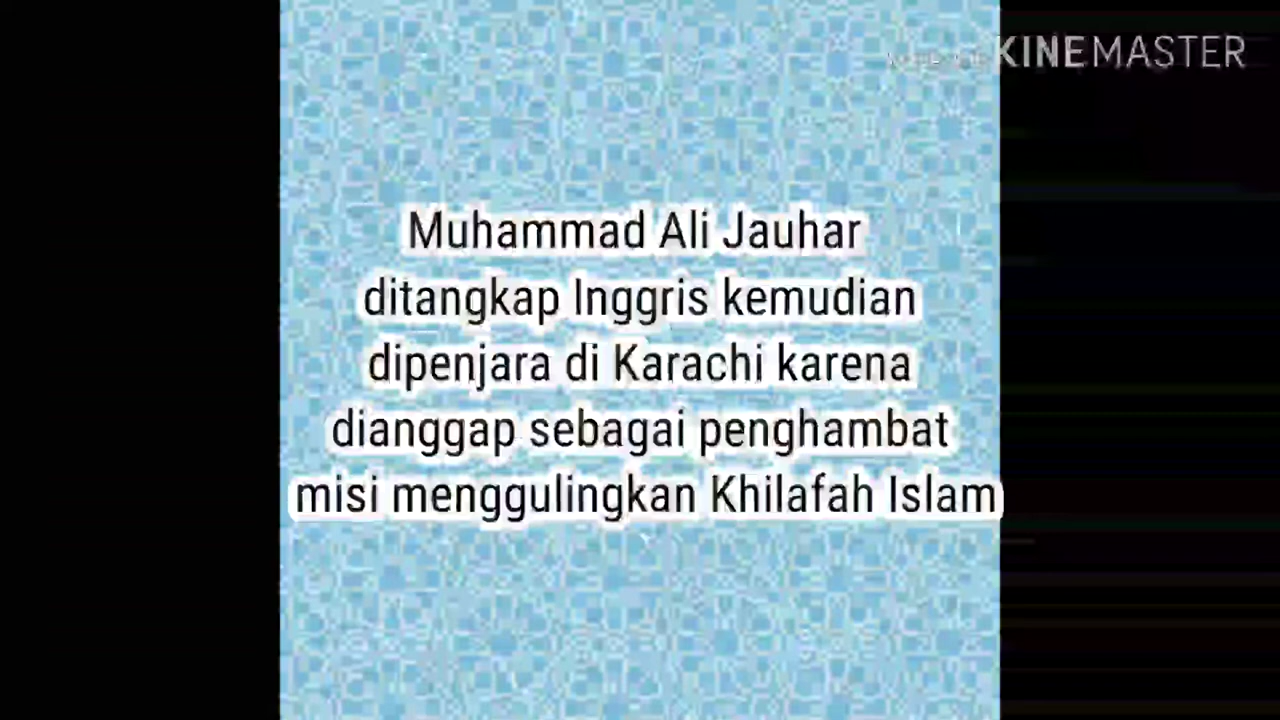 KINEMASTER
Muhammad Ali Jauhar
ditangkap Inggris kemudian
dipenjara di Karachi karena
dianggap sebagai penghambat
misi menggulingkan Khilafah Islam